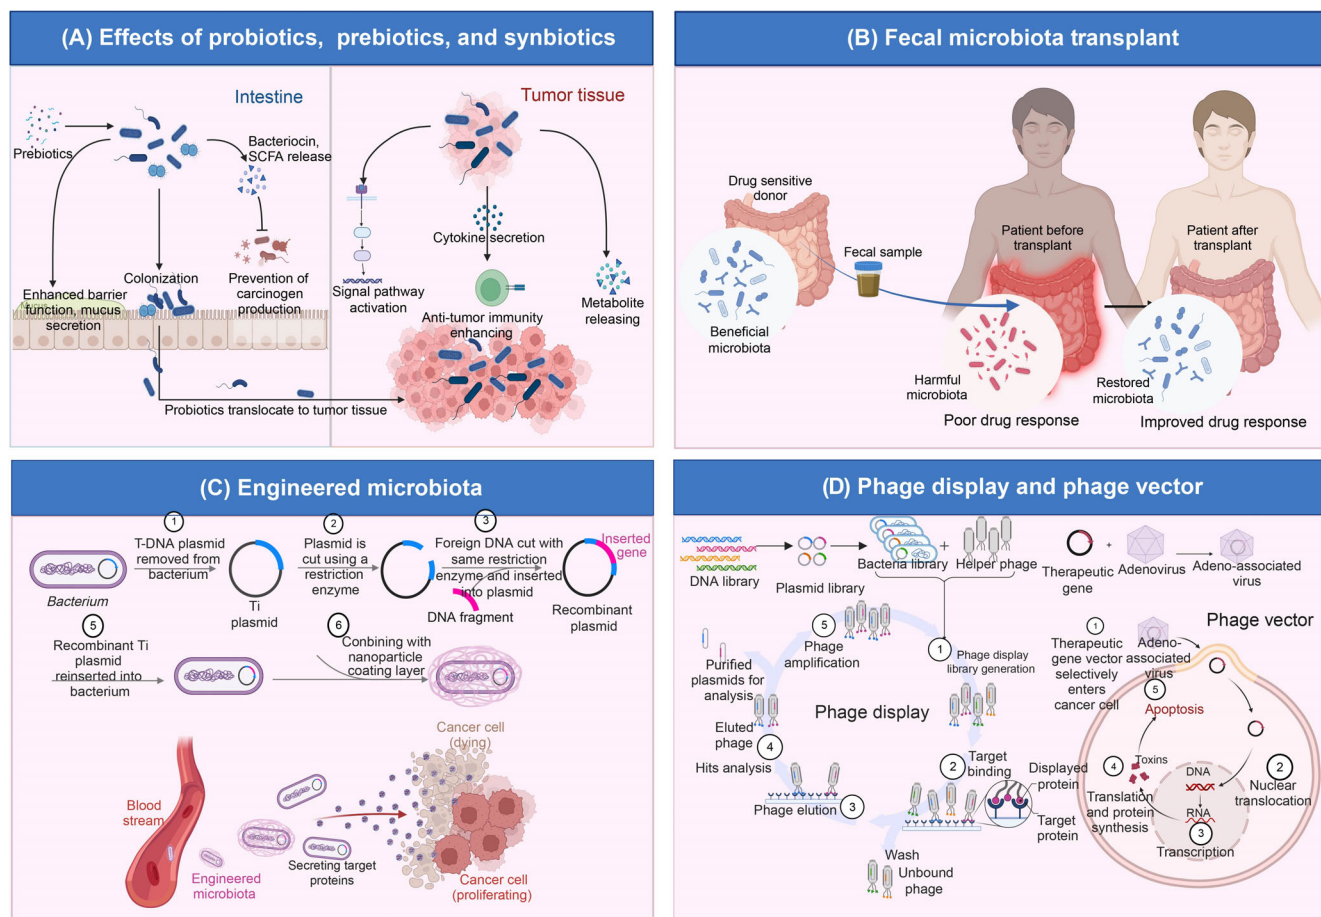 (A) Effects of probiotics, prebiotics, and synbiotics
Intestine
Tumor tissue
Prebiotics
Bacteriocin,
SCFA release
Colonization
Prevention of
carcinogen
production
Mucus
Enhanced barrier
function, mucus
secretion
Cytokine secretion
Signal pathway
activation
Metabolite
releasing
Anti-tumor immunity
enhancing
Probiotics translocate to tumor tissue
(B) Fecal microbiota transplant
Drug sensitive
donor
Fecal sample
Beneficial
microbiota
Patient before
transplant
Patient after
transplant
Harmful
microbiota
Restored
microbiota
Poor drug response
Improved drug response
(C) Engineered microbiota
1
T-DNA plasmid
removed from
bacterium
Bacterium
Ti
plasmid
2
Plasmid is
cut using a
restriction
enzyme
3
Foreign DNA cut with
same restriction
enzyme and inserted
into plasmid
DNA fragment
Inserted
gene
Recombinant
plasmid
5
Recombinant Ti
plasmid
reinserted into
bacterium
6
Conbining with
nanoparticle
coating layer
Blood
stream
Engineered
microbiota
Secreting target
proteins
Cancer cell
(dying)
Cancer cell
(proliferating)
(D) Phage display and phage vector
DNA library
Plasmid library
Bacteria library
+
Helper phage
Therapeutic
gene
+
Adenovirus
Adeno-associated
virus
Phage display
1
Phage display
library generation
2
Target
binding
Displayed
protein
Target
protein
Wash
Unbound
phage
3
Phage elution
4
Eluted
phage
Hits analysis
5
Phage
amplification
Purified
plasmids for
analysis
Phage vector
1
Therapeutic
gene vector
selectively
enters
cancer cell
Adeno-
associated
virus
2
Nuclear
translocation
DNA
RNA
3
Transcription
4
Toxins
Translation
and protein
synthesis
5
Apoptosis